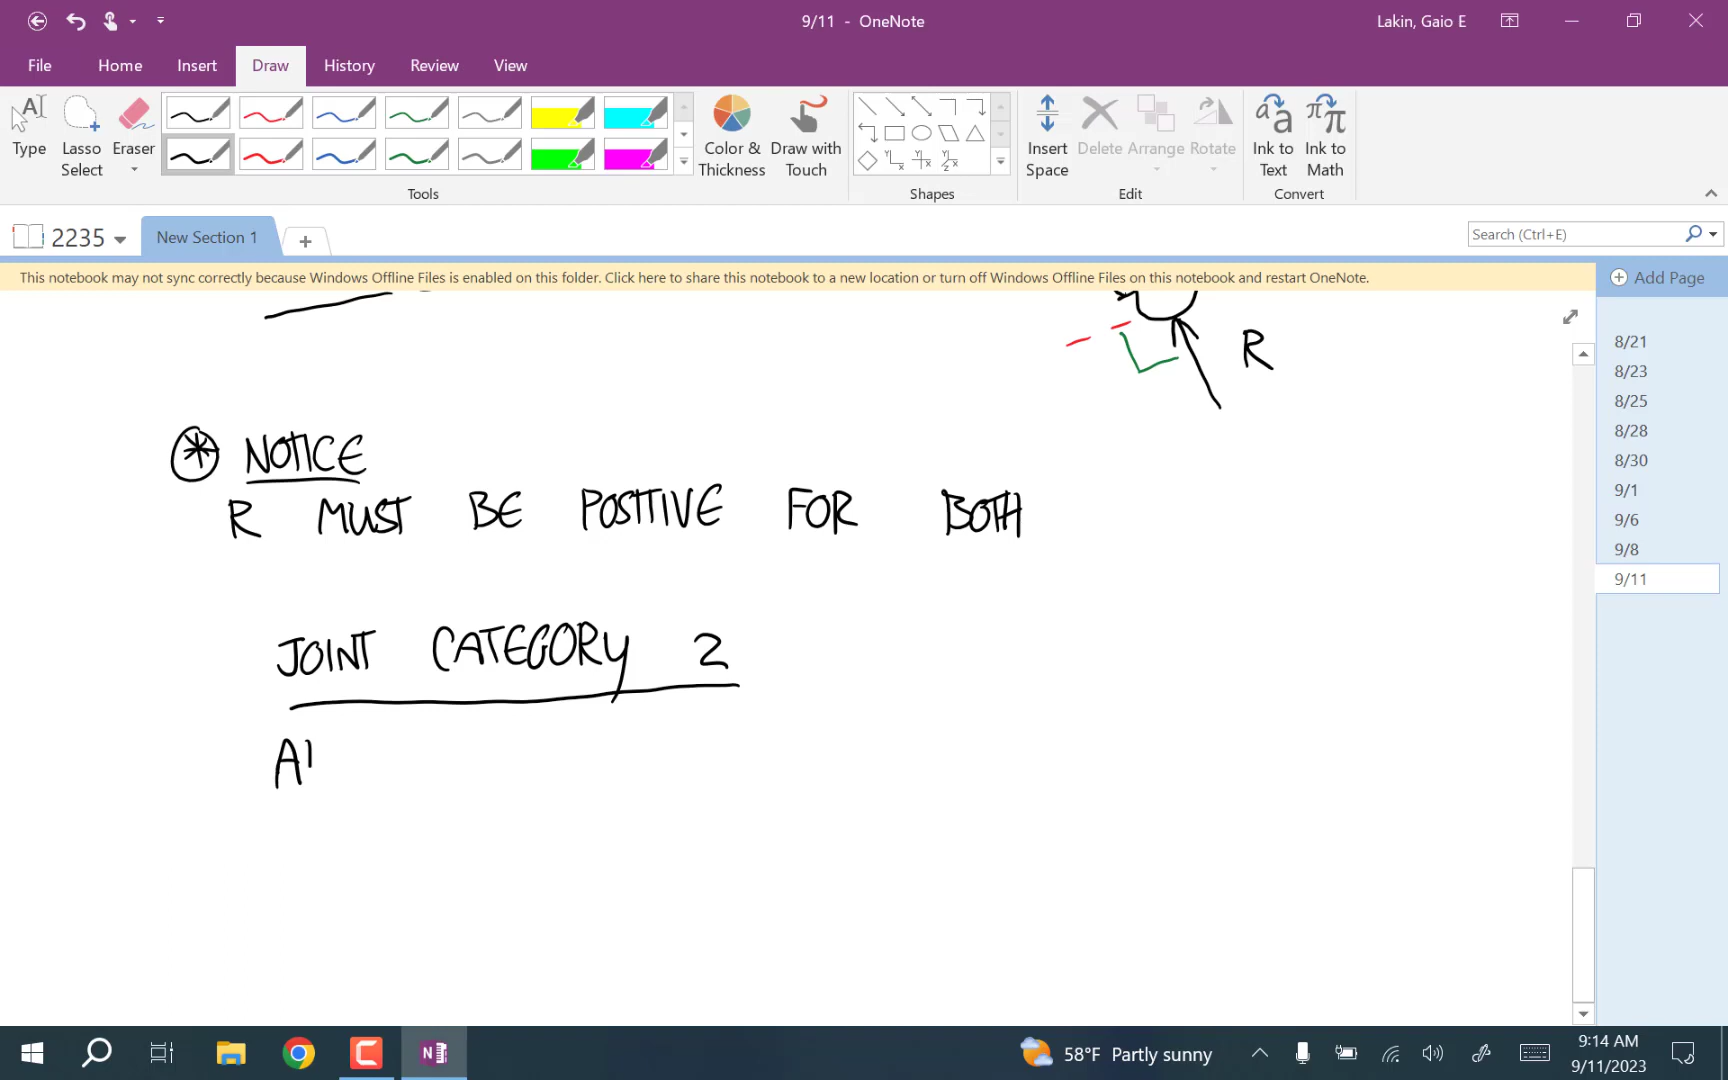 9/11 - OneNote
Lakin, Gaio E
File Home Insert Draw History Review View
Type
Lasso Select
Eraser
Color & Thickness
Draw with Touch
Insert Space
Delete
Arrange
Rotate
Ink to Text
Ink to Math
Tools
Shapes
Edit
Convert
2235
New Section 1
Search (Ctrl+E)
This notebook may not sync correctly because Windows Offline Files is enabled on this folder. Click here to share this notebook to a new location or turn off Windows Offline Files on this notebook and restart OneNote.
Add Page
8/21
8/23
8/25
8/28
8/30
9/1
9/6
9/8
9/11
R
* NOTICE
R MUST BE POSITIVE FOR BOTH
JOINT CATEGORY 2
58°F Partly sunny
9:14 AM
9/11/2023